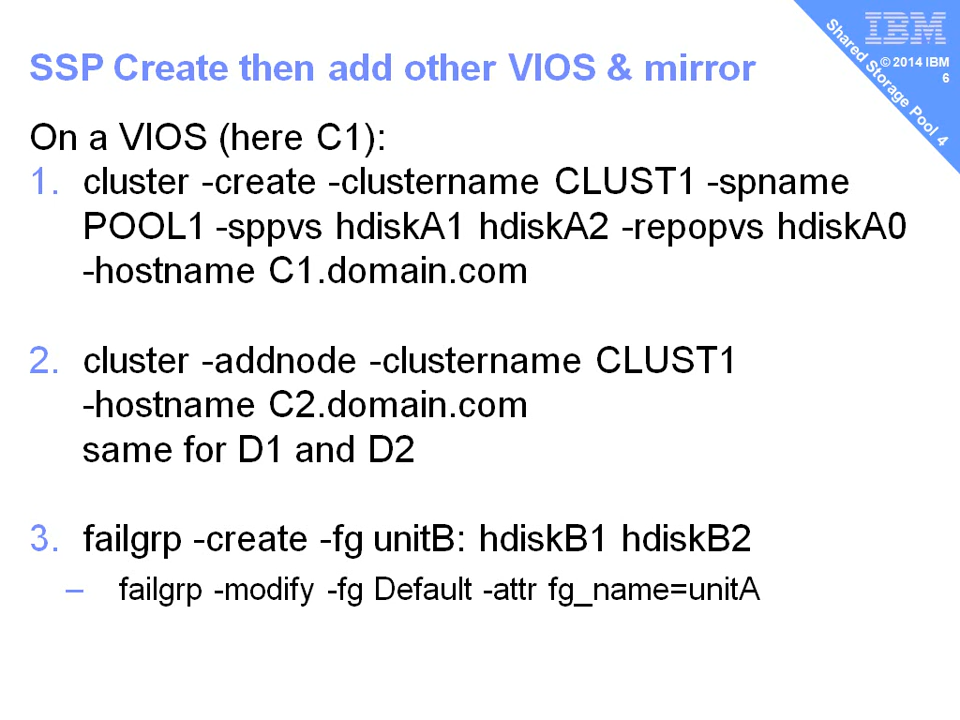 SSP Create then add other VIOS & mirror
Shared Storage Pool 4
IBM
© 2014 IBM
6
On a VIOS (here C1):
1. cluster -create -clustername CLUST1 -spname
POOL1 -sppvs hdiskA1 hdiskA2 -repopvs hdiskA0
-hostname C1.domain.com
2. cluster -addnode -clustername CLUST1
-hostname C2.domain.com
same for D1 and D2
3. failgrp -create -fg unitB: hdiskB1 hdiskB2
– failgrp -modify -fg Default -attr fg_name=unitA